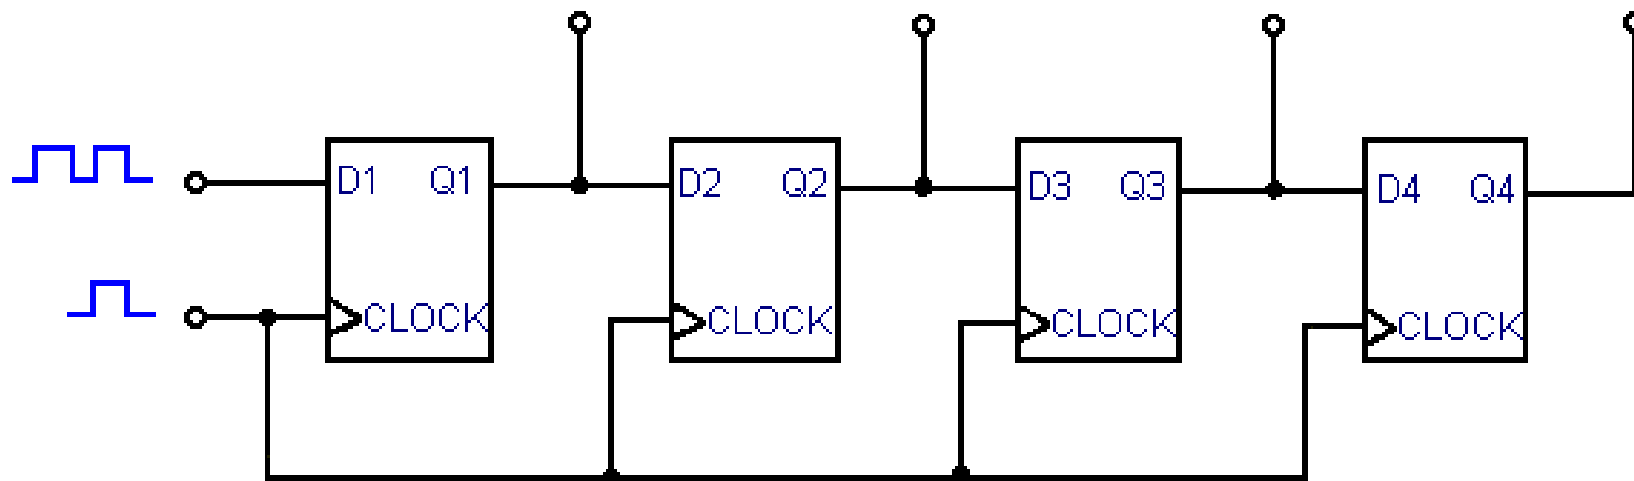 D1 Q1 D2 Q2 D3 Q3 D4 Q4
CLOCK CLOCK CLOCK CLOCK